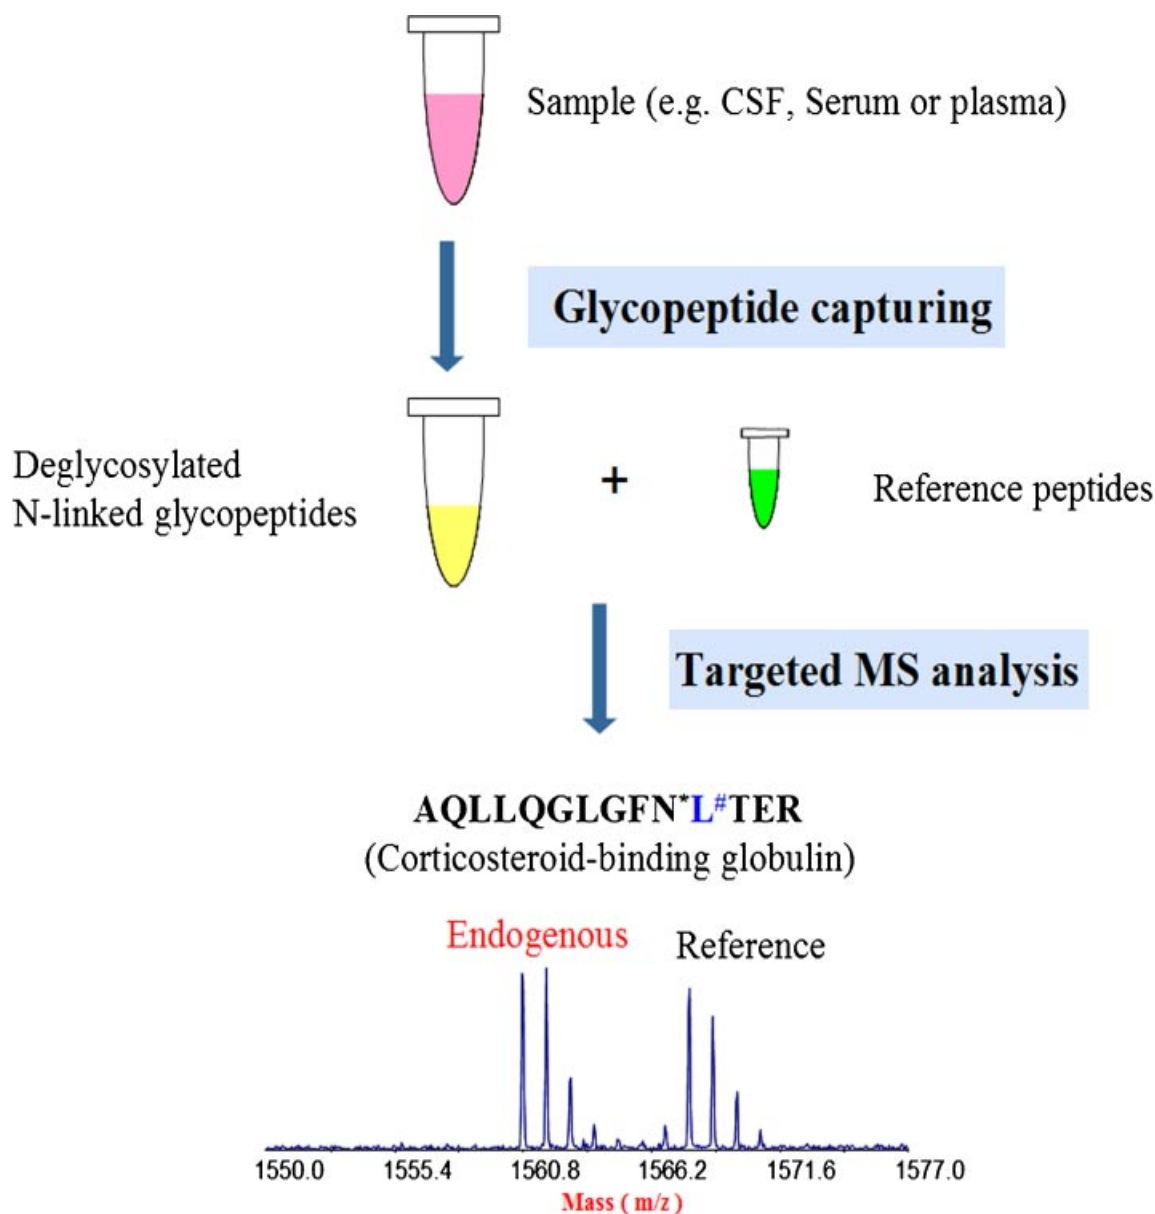 Sample (e.g. CSF, Serum or plasma)
Glycopeptide capturing
Deglycosylated
N-linked glycopeptides
+
Reference peptides
Targeted MS analysis
AQLLQGLGFN*L#TER
(Corticosteroid-binding globulin)
Endogenous
Reference
1550.0 1555.4 1560.8 1566.2 1571.6 1577.0
Mass ( m/z )